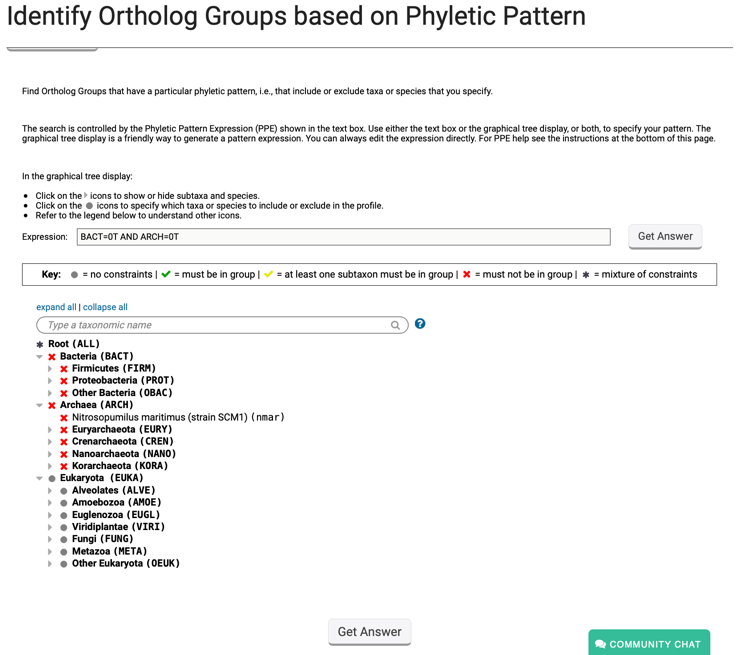 Identify Ortholog Groups based on Phyletic Pattern
Find Ortholog Groups that have a particular phyletic pattern, i.e., that include or exclude taxa or species that you specify.
The search is controlled by the Phyletic Pattern Expression (PPE) shown in the text box. Use either the text box or the graphical tree display, or both, to specify your pattern. The
graphical tree display is a friendly way to generate a pattern expression. You can always edit the expression directly. For PPE help see the instructions at the bottom of this page.
In the graphical tree display:
Click on the icons to show or hide subtaxa and species.
Click on the icons to specify which taxa or species to include or exclude in the profile.
Refer to the legend below to understand other icons.
Expression: BACT=0T AND ARCH=0T Get Answer
Key: = no constraints | = must be in group | = at least one subtaxon must be in group | = must not be in group | = mixture of constraints
expand all | collapse all
Type a taxonomic name ?
Root (ALL)
Bacteria (BACT)
Firmicutes (FIRM)
Proteobacteria (PROT)
Other Bacteria (OBAC)
Archaea (ARCH)
Nitrosopumilus maritimus (strain SCM1) (nmar)
Euryarchaeota (EURY)
Crenarchaeota (CREN)
Nanoarchaeota (NANO)
Korarchaeota (KORA)
Eukaryota (EUKA)
Alveolates (ALVE)
Amoebozoa (AMOE)
Euglenozoa (EUGL)
Viridiplantae (VIRI)
Fungi (FUNG)
Metazoa (META)
Other Eukaryota (OEUK)
Get Answer
COMMUNITY CHAT